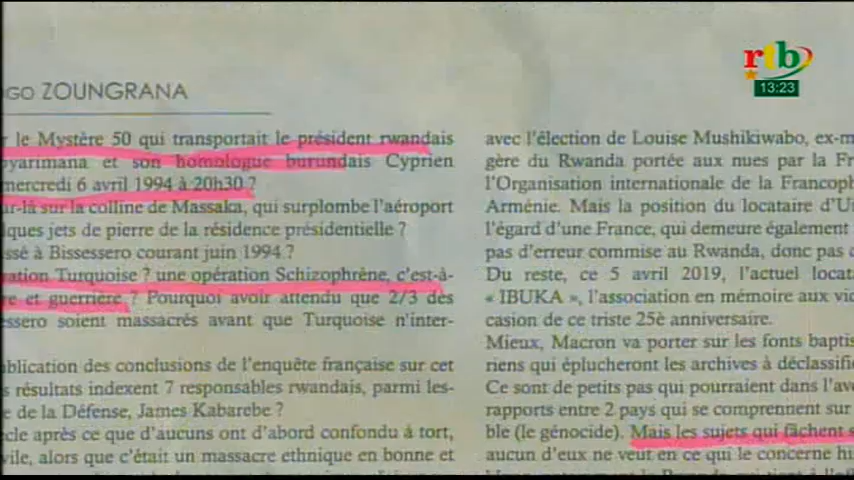 rtb
13:23
GO ZOUNGRANA
r le Mystère 50 qui transportait le président rwandais
yarimana et son homologue burundais Cyprien
mercredi 6 avril 1994 à 20h30 ?
ur-là sur la colline de Massaka, qui surplombe l'aéroport
lques jets de pierre de la résidence présidentielle ?
ssé à Bissessero courant juin 1994 ?
ration Turquoise ? une opération Schizophrène, c'est-à-
re et guerrière ? Pourquoi avoir attendu que 2/3 des
essero soient massacrés avant que Turquoise n'inter-
ublication des conclusions de l'enquête française sur cet
s résultats indexent 7 responsables rwandais, parmi les-
e de la Défense, James Kabarebe ?
ècle après ce que d'aucuns ont d'abord confondu à tort,
vile, alors que c'était un massacre ethnique en bonne et
avec l'élection de Louise Mushikiwabo, ex-m
gère du Rwanda portée aux nues par la Fr
l'Organisation internationale de la Francoph
Arménie. Mais la position du locataire d'U
l'égard d'une France, qui demeure également
pas d'erreur commise au Rwanda, donc pas
Du reste, ce 5 avril 2019, l'actuel locat
« IBUKA », l'association en mémoire aux vic
casion de ce triste 25è anniversaire.
Mieux, Macron va porter sur les fonts baptis
riens qui éplucheront les archives à déclassifi
Ce sont de petits pas qui pourraient dans l'ave
rapports entre 2 pays qui se comprennent sur
ble (le génocide). Mais les sujets qui fâchent s
aucun d'eux ne veut en ce qui le concerne hi